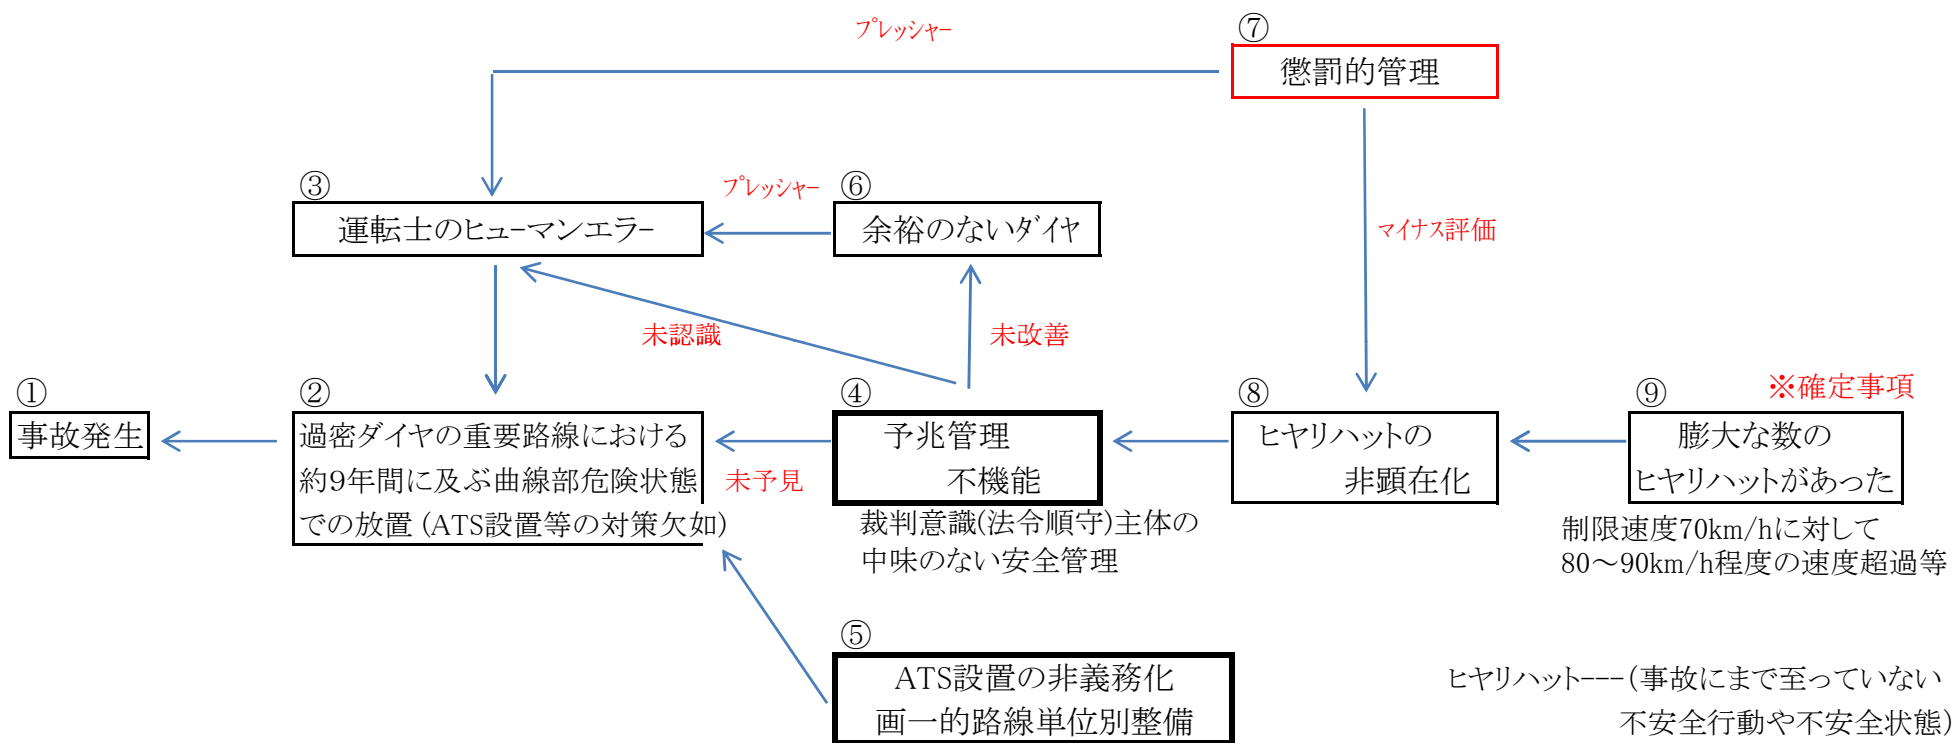 プレッシャー
⑦
懲罰的管理
③
運転士のヒューマンエラー
プレッシャー
⑥
余裕のないダイヤ
マイナス評価
未認識
未改善
①
事故発生
②
過密ダイヤの重要路線における
約9年間に及ぶ曲線部危険状態
での放置(ATS設置等の対策欠如)
未予見
④
予兆管理
不機能
裁判意識(法令順守)主体の
中味のない安全管理
⑧
ヒヤリハットの
非顕在化
⑨
※確定事項
膨大な数の
ヒヤリハットがあった
制限速度70km/hに対して
80～90km/h程度の速度超過等
⑤
ATS設置の非義務化
画一的路線単位別整備
ヒヤリハット---(事故にまで至っていない
不安全行動や不安全状態)